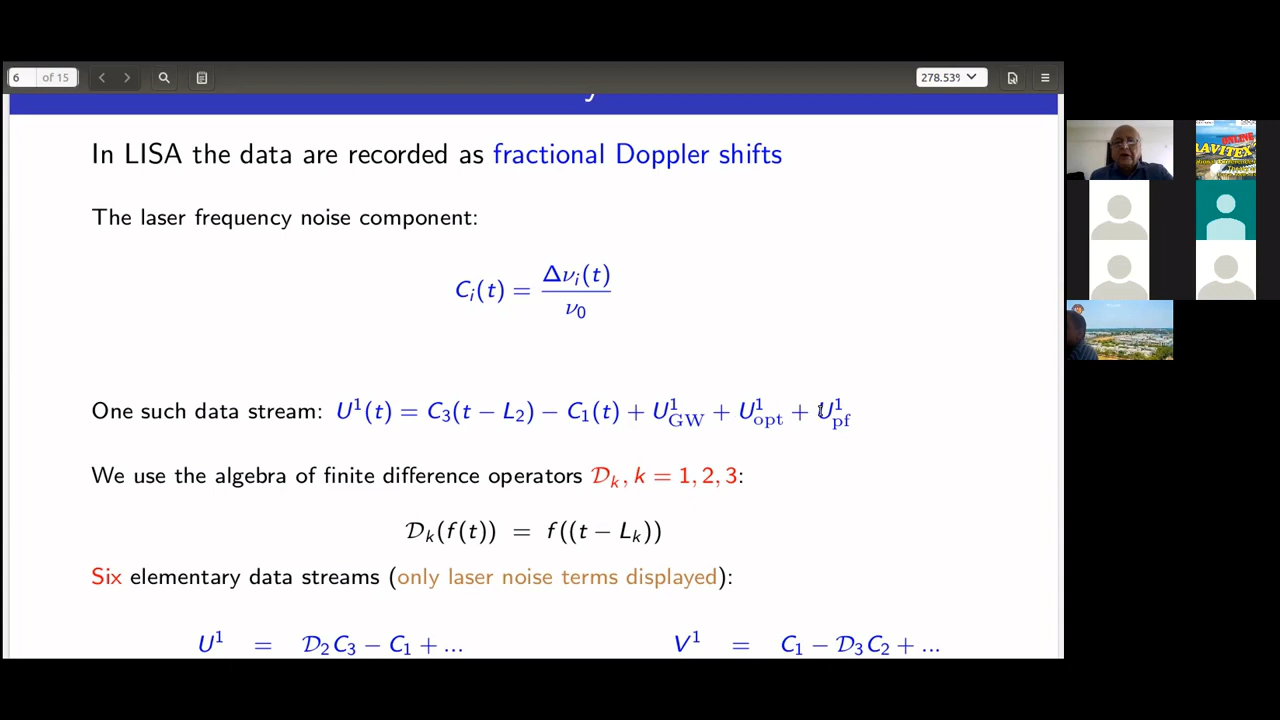 6 of 15
278.53%
In LISA the data are recorded as fractional Doppler shifts
The laser frequency noise component:
C_i(t) = Δν_i(t) / ν_0
One such data stream: U^1(t) = C_3(t − L_2) − C_1(t) + U^1_GW + U^1_opt + U^1_pf
We use the algebra of finite difference operators 𝒟_k, k = 1, 2, 3:
𝒟_k(f(t)) = f((t − L_k))
Six elementary data streams (only laser noise terms displayed):
U^1 = 𝒟_2C_3 − C_1 + ...
V^1 = C_1 − 𝒟_3C_2 + ...
ONLINE